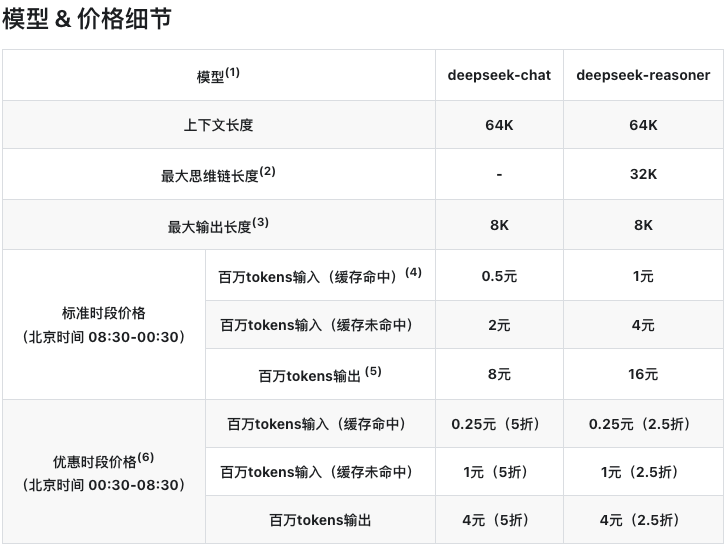 模型 & 价格细节
模型(1) deepseek-chat deepseek-reasoner
上下文长度 64K 64K
最大思维链长度(2) - 32K
最大输出长度(3) 8K 8K
标准时段价格
（北京时间 08:30-00:30）
百万tokens输入（缓存命中）(4) 0.5元 1元
百万tokens输入（缓存未命中） 2元 4元
百万tokens输出 (5) 8元 16元
优惠时段价格(6)
（北京时间 00:30-08:30）
百万tokens输入（缓存命中） 0.25元（5折） 0.25元（2.5折）
百万tokens输入（缓存未命中） 1元（5折） 1元（2.5折）
百万tokens输出 4元（5折） 4元（2.5折）